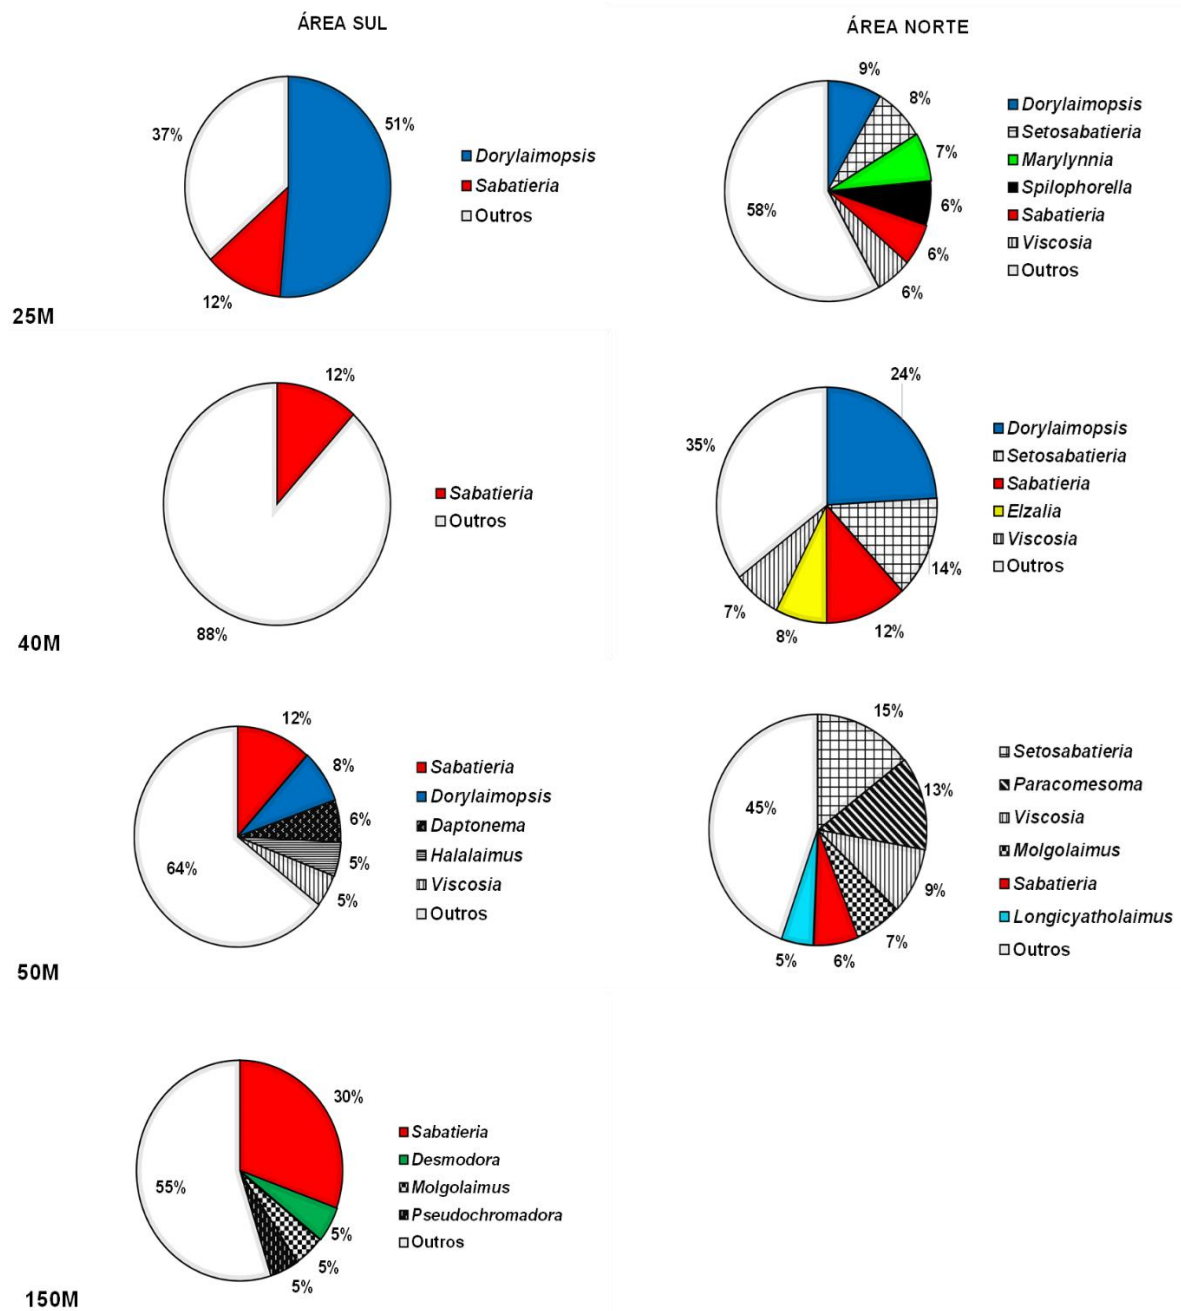 ÁREA SUL
ÁREA NORTE
37%
51%
12%
Dorylaimopsis
Sabatieria
Outros
25M
9%
8%
7%
6%
6%
6%
58%
Dorylaimopsis
Setosabatieria
Marylynnia
Spilophorella
Sabatieria
Viscosia
Outros
12%
88%
Sabatieria
Outros
40M
24%
35%
14%
12%
8%
7%
Dorylaimopsis
Setosabatieria
Sabatieria
Elzalia
Viscosia
Outros
12%
8%
6%
5%
5%
64%
Sabatieria
Dorylaimopsis
Daptonema
Halalaimus
Viscosia
Outros
50M
15%
13%
9%
7%
6%
5%
45%
Setosabatieria
Paracomesoma
Viscosia
Molgolaimus
Sabatieria
Longicyatholaimus
Outros
30%
5%
5%
5%
55%
Sabatieria
Desmodora
Molgolaimus
Pseudochromadora
Outros
150M